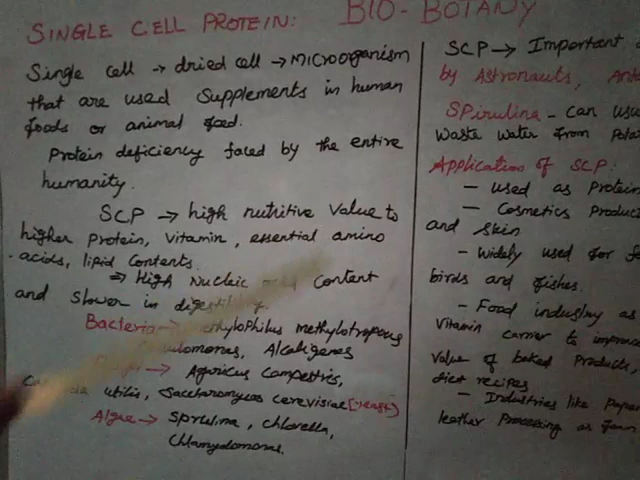 BIO-BOTANY
SINGLE CELL PROTEIN:
Single cell → dried cell → Microorganism
that are used Supplements in human
foods or animal feed.
Protein deficiency faced by the entire
humanity.
SCP → high nutritive value to
higher Protein, Vitamin, essential amino
acids, lipid contents.
⇒ High Nucleic Content
and slower in
Bacteria → methylotropous
Alcaligenes
→ Agaricus campestris,
utilis, Saccharomyces cerevisiae (yeast)
Algae → Sprulina, chlorella,
Chlamydomonas.
SCP → Important
by Astronauts,
Spirulina - can
Waste water from
Application of SCP:
- used as Protein
- Cosmetics
and skin
- Widely used for
birds and fishes.
- Food industry as
Vitamin carrier to
Value of baked Products,
diet recipes
- Industries like
leather Processing as